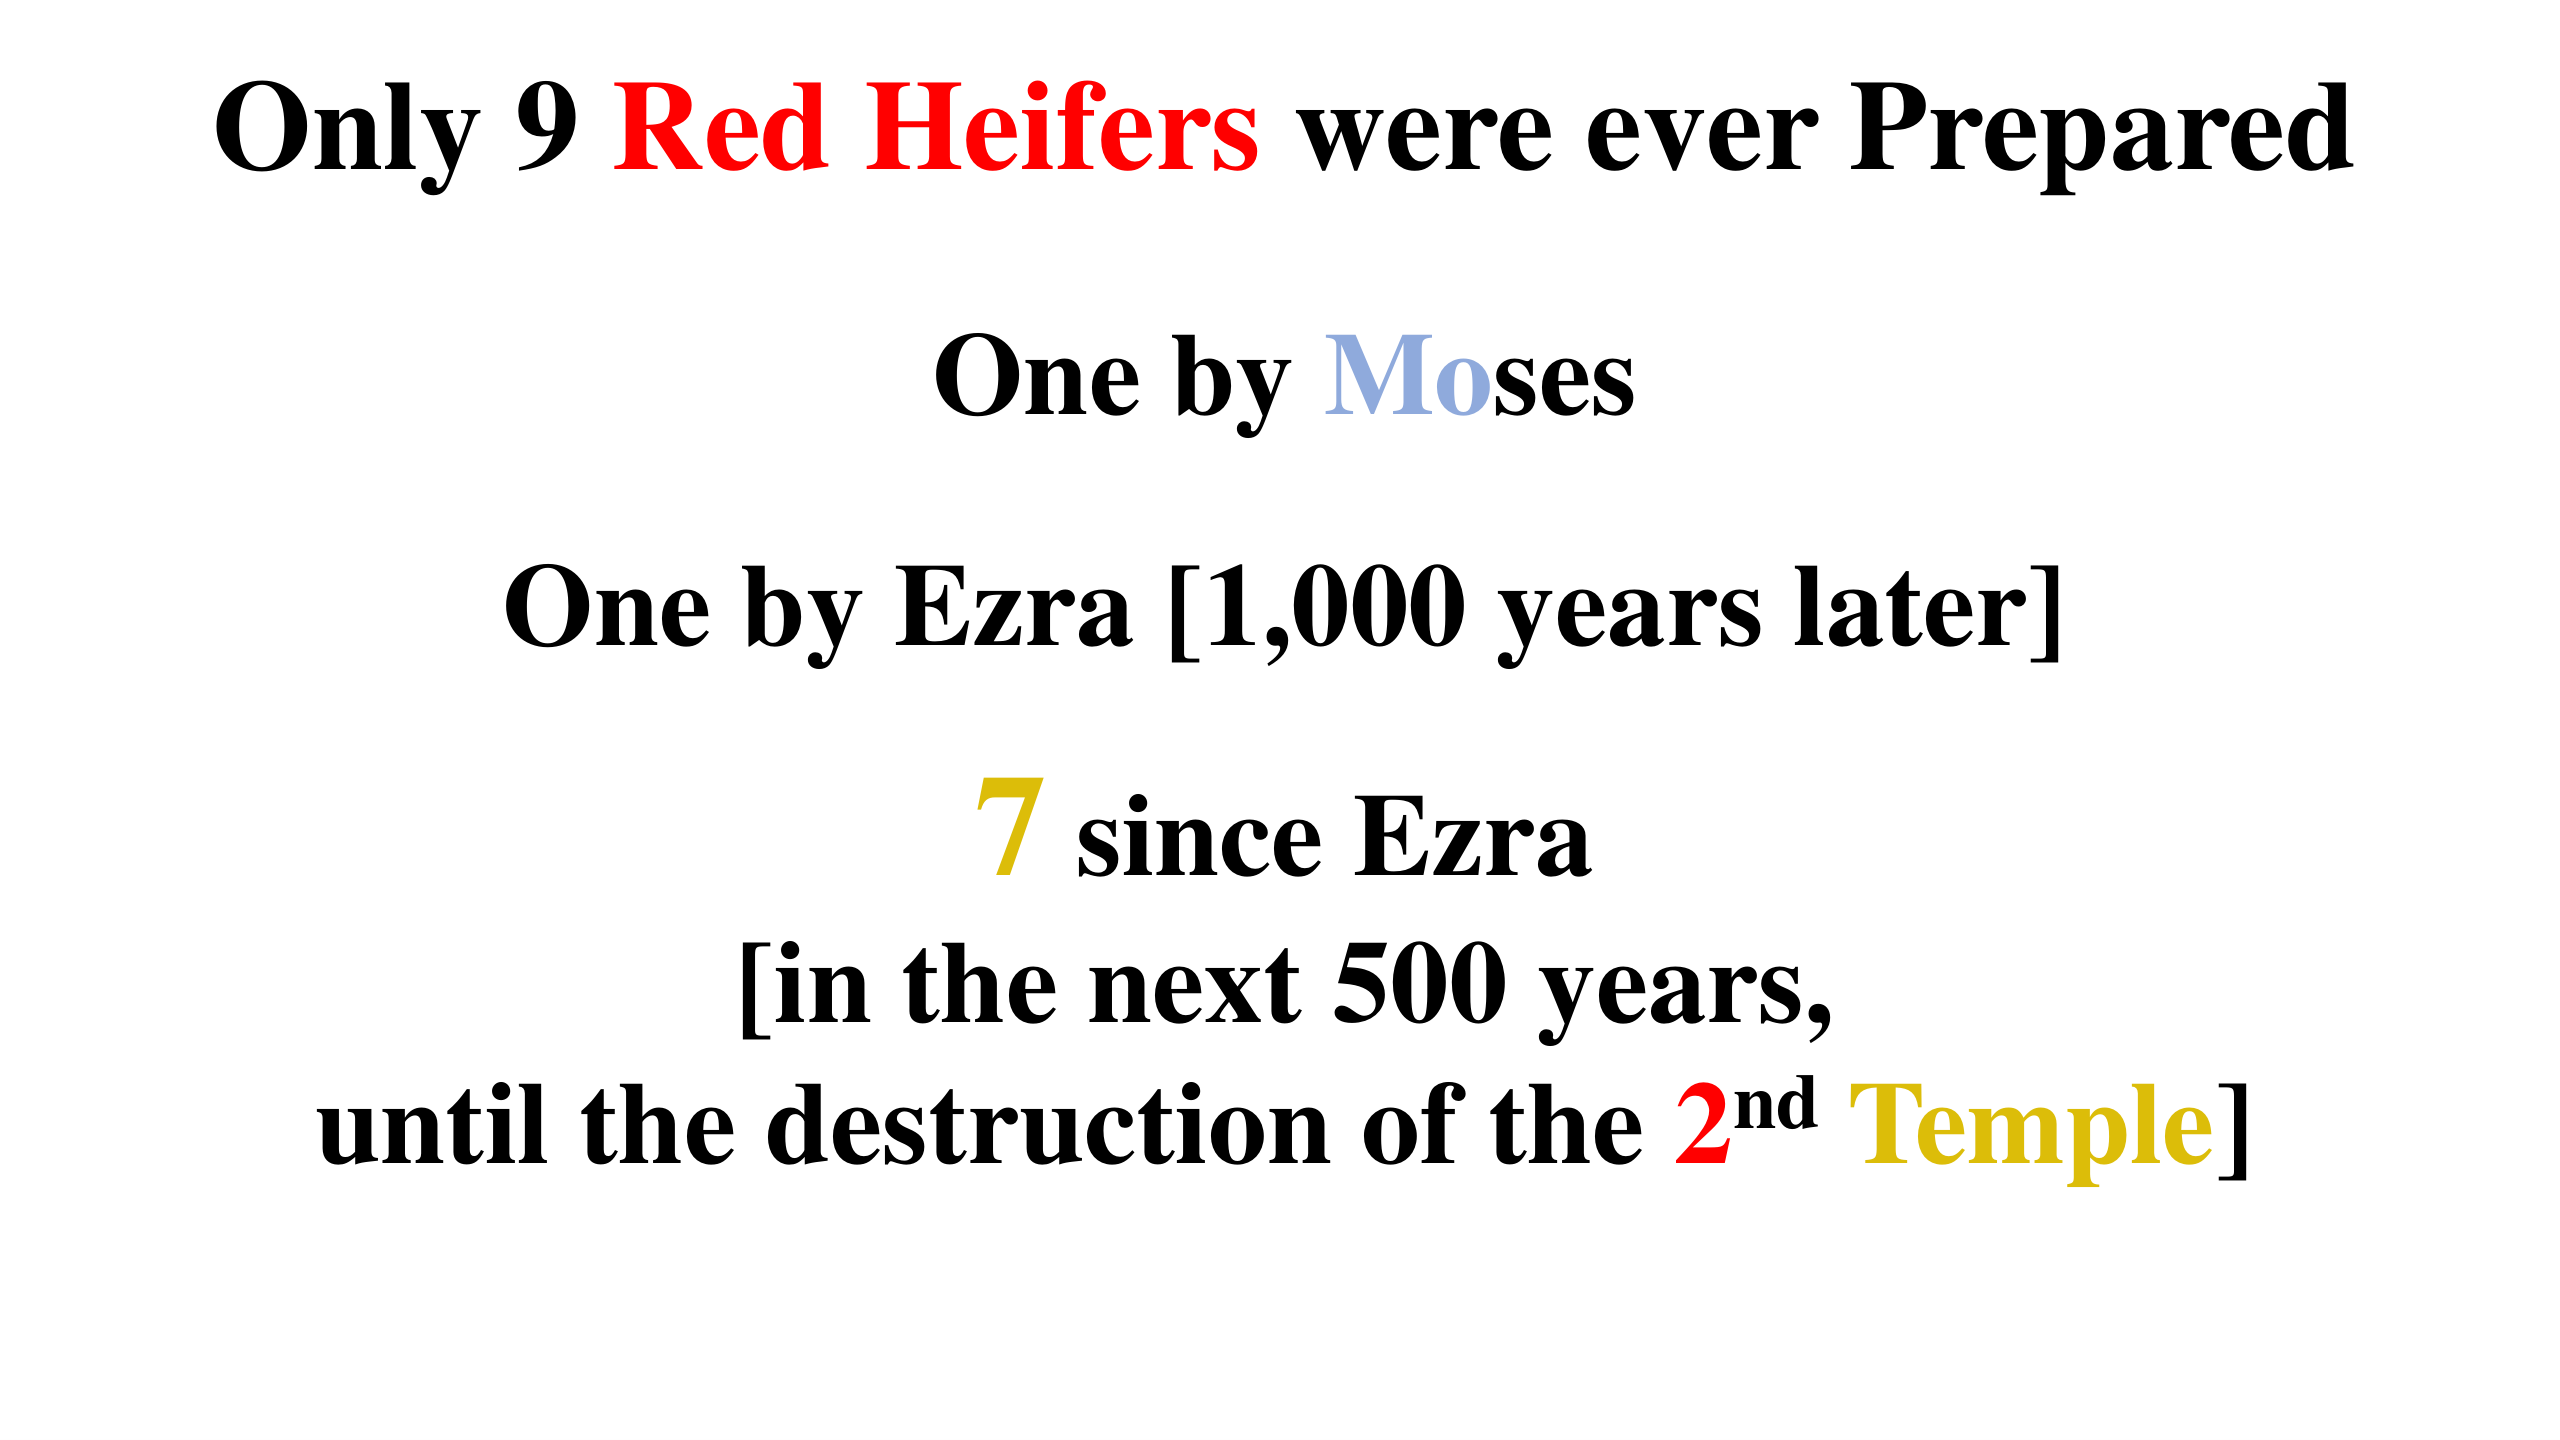 Only 9 Red Heifers were ever Prepared
One by Moses
One by Ezra [1,000 years later]
7 since Ezra
[in the next 500 years,
until the destruction of the 2nd Temple]